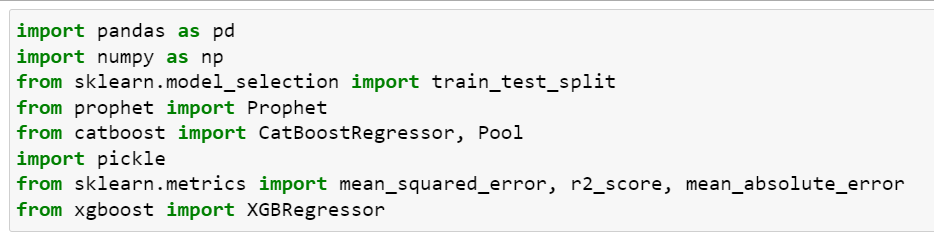 import pandas as pd
import numpy as np
from sklearn.model_selection import train_test_split
from prophet import Prophet
from catboost import CatBoostRegressor, Pool
import pickle
from sklearn.metrics import mean_squared_error, r2_score, mean_absolute_error
from xgboost import XGBRegressor